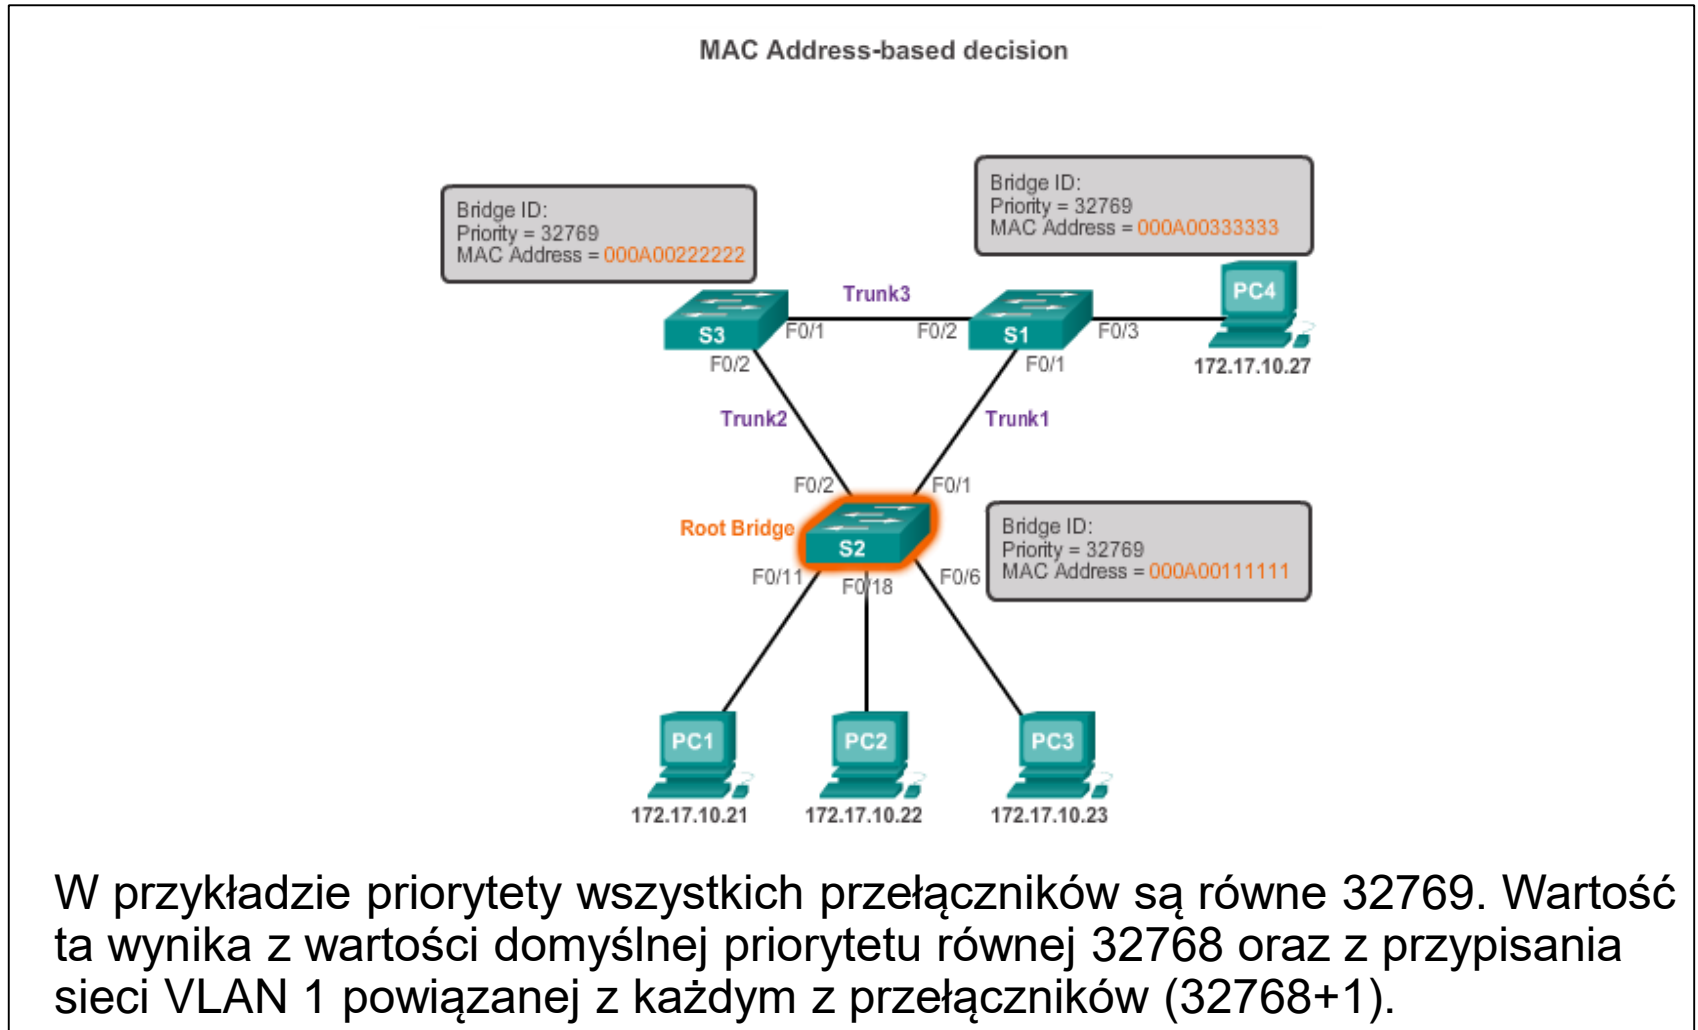 MAC Address-based decision
Bridge ID:
Priority = 32769
MAC Address = 000A00222222
Bridge ID:
Priority = 32769
MAC Address = 000A00333333
Trunk3
PC4
S3
F0/1
F0/2
S1
F0/3
F0/2
F0/1
172.17.10.27
Trunk2
Trunk1
F0/2
F0/1
Root Bridge
S2
Bridge ID:
Priority = 32769
MAC Address = 000A00111111
F0/11
F0/18
F0/6
PC1
PC2
PC3
172.17.10.21
172.17.10.22
172.17.10.23
W przykładzie priorytety wszystkich przełączników są równe 32769. Wartość
ta wynika z wartości domyślnej priorytetu równej 32768 oraz z przypisania
sieci VLAN 1 powiązanej z każdym z przełączników (32768+1).